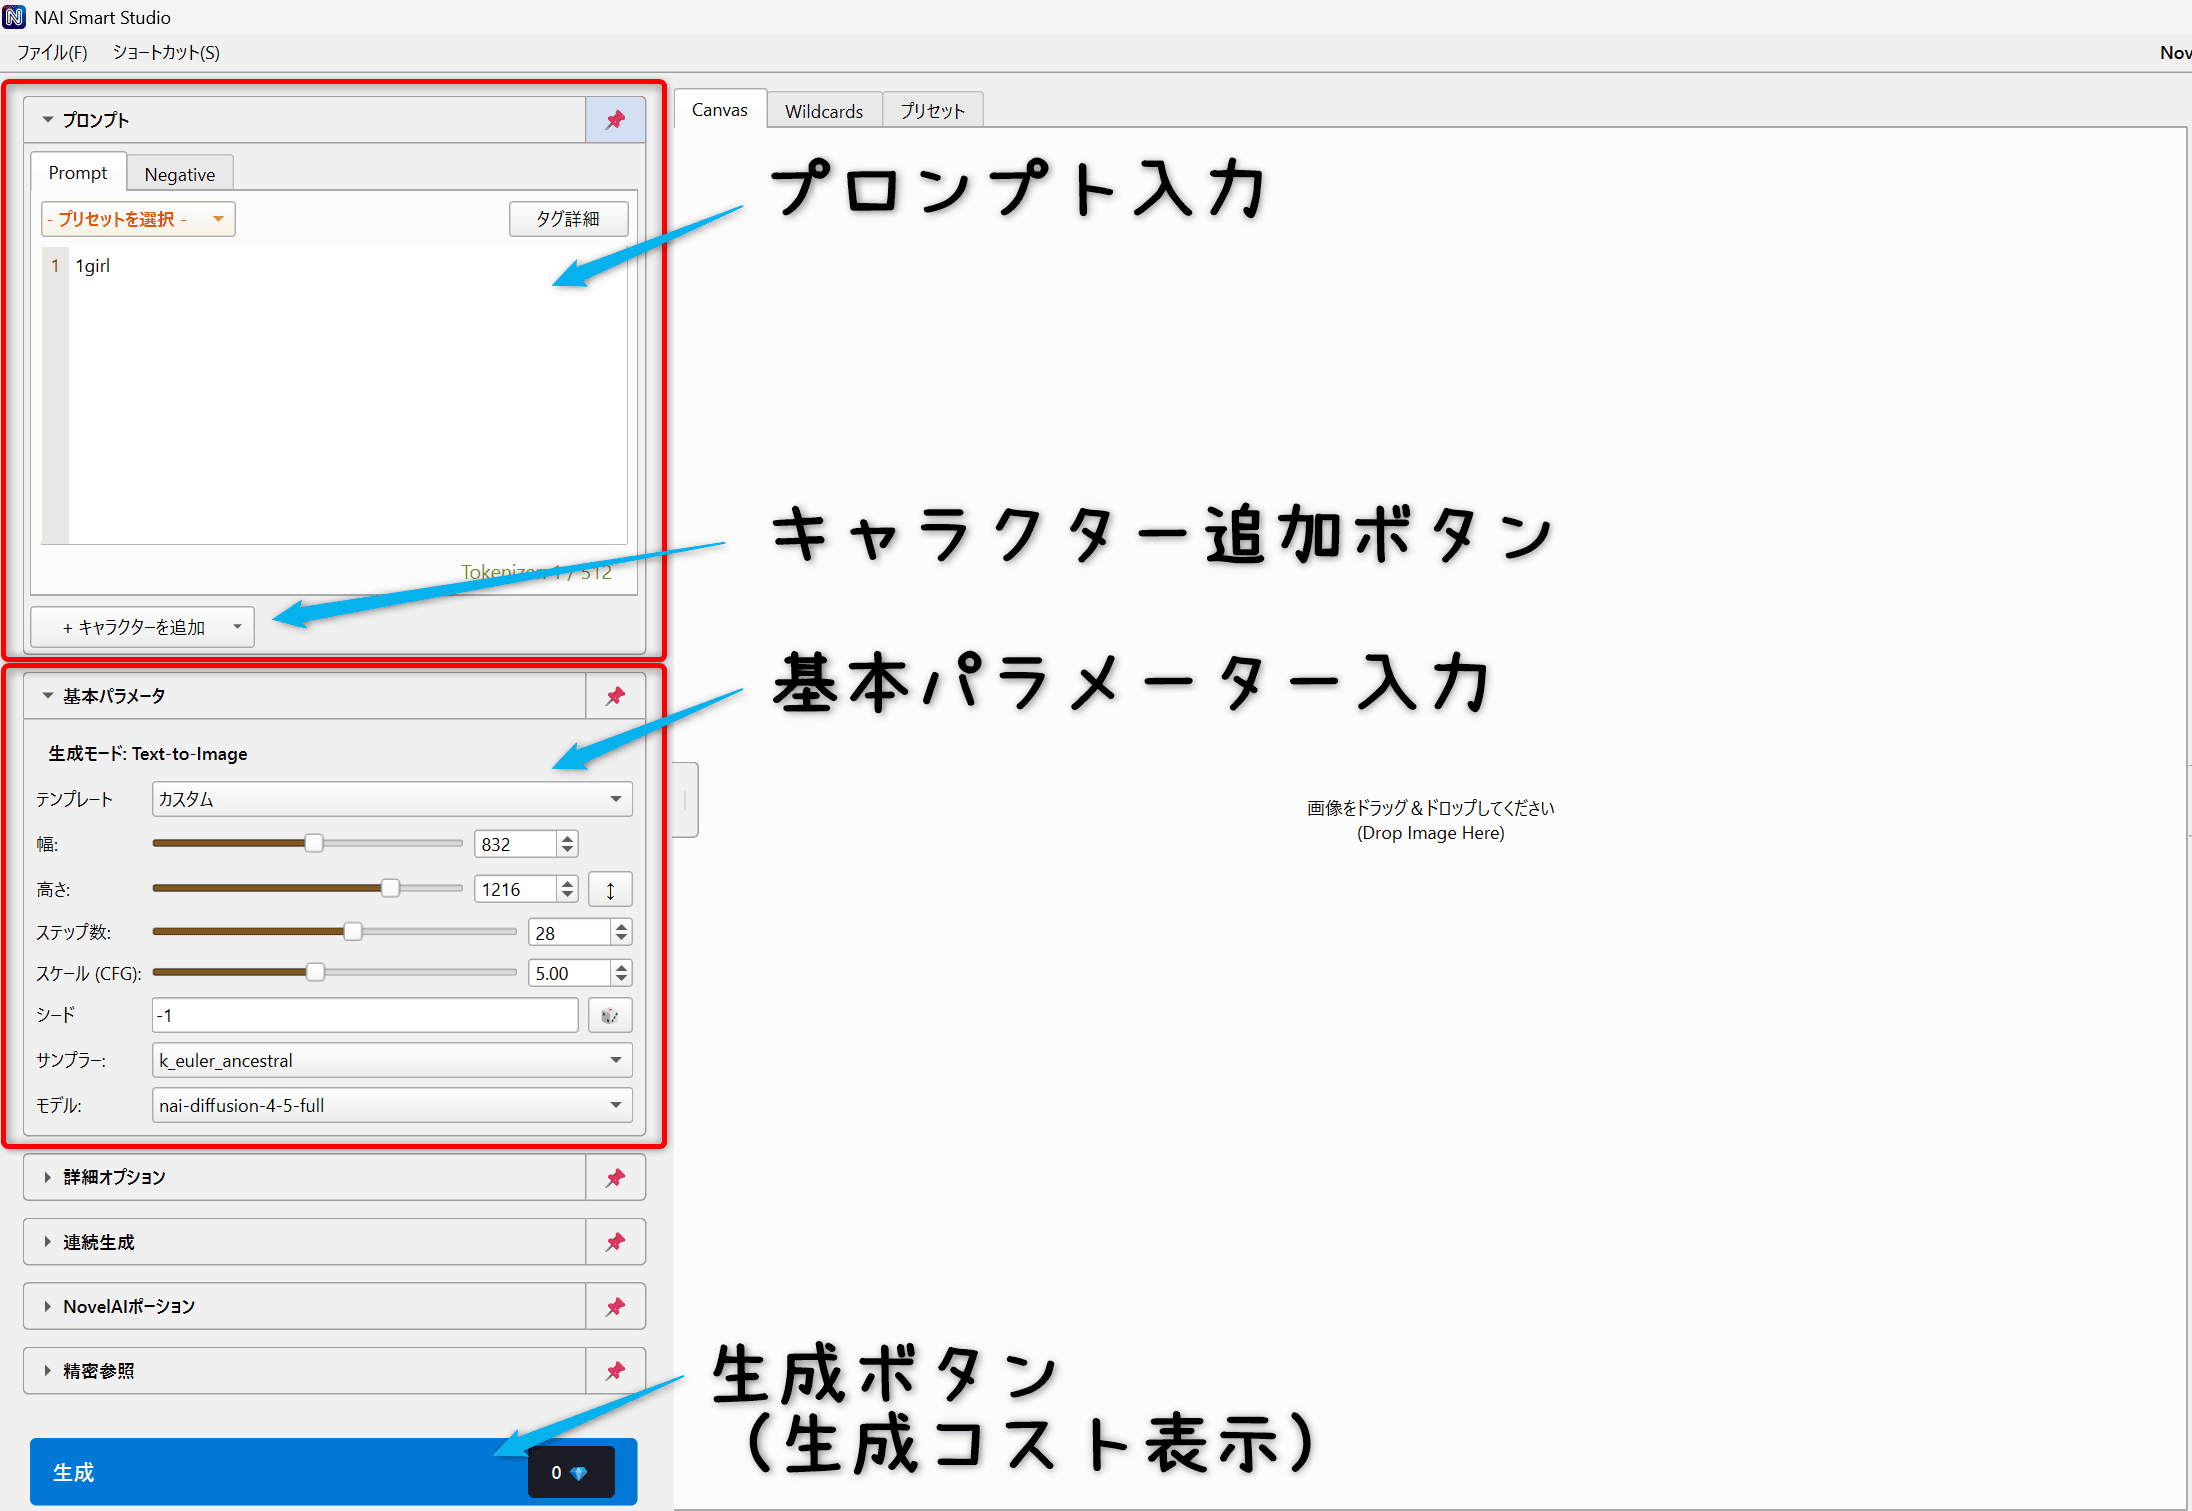 NAI Smart Studio
ファイル(F) ショートカット(S)
Nov
プロンプト
Prompt Negative
- プリセットを選択 - タグ詳細
1 1girl
Tokenizer: 1 / 512
+ キャラクターを追加
基本パラメータ
生成モード: Text-to-Image
テンプレート カスタム
幅: 832
高さ: 1216 ↕
ステップ数: 28
スケール (CFG): 5.00
シード -1
サンプラー: k_euler_ancestral
モデル: nai-diffusion-4-5-full
詳細オプション
連続生成
NovelAIポーション
精密参照
生成 0
Canvas Wildcards プリセット
プロンプト入力
キャラクター追加ボタン
基本パラメーター入力
画像をドラッグ＆ドロップしてください
(Drop Image Here)
生成ボタン
（生成コスト表示）